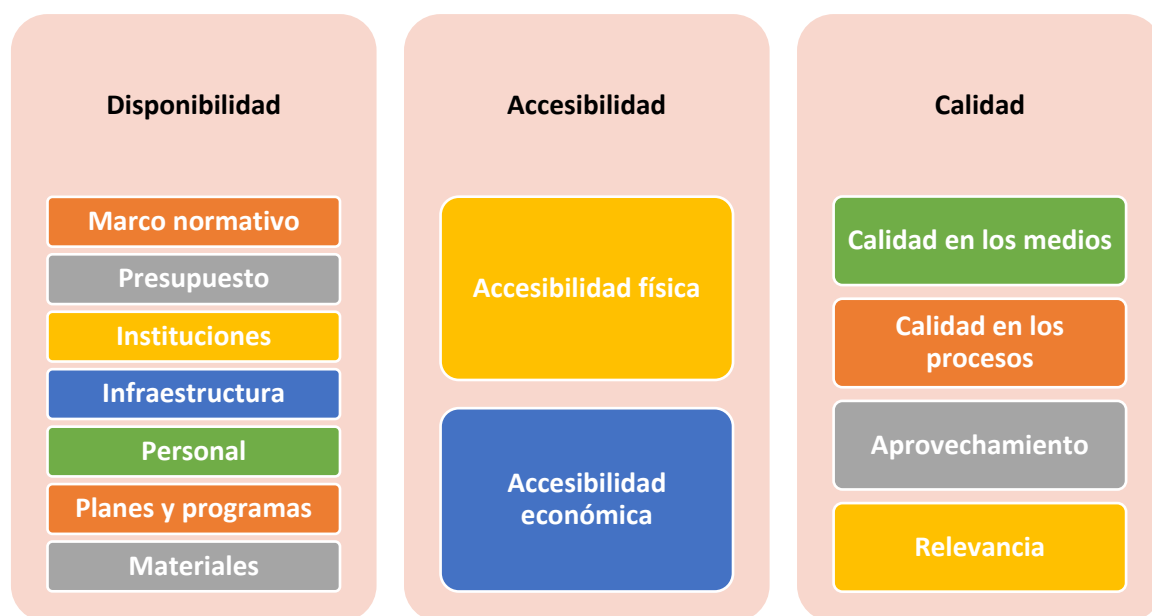 Disponibilidad
Marco normativo
Presupuesto
Instituciones
Infraestructura
Personal
Planes y programas
Materiales
Accesibilidad
Accesibilidad física
Accesibilidad
económica
Calidad
Calidad en los medios
Calidad en los
procesos
Aprovechamiento
Relevancia